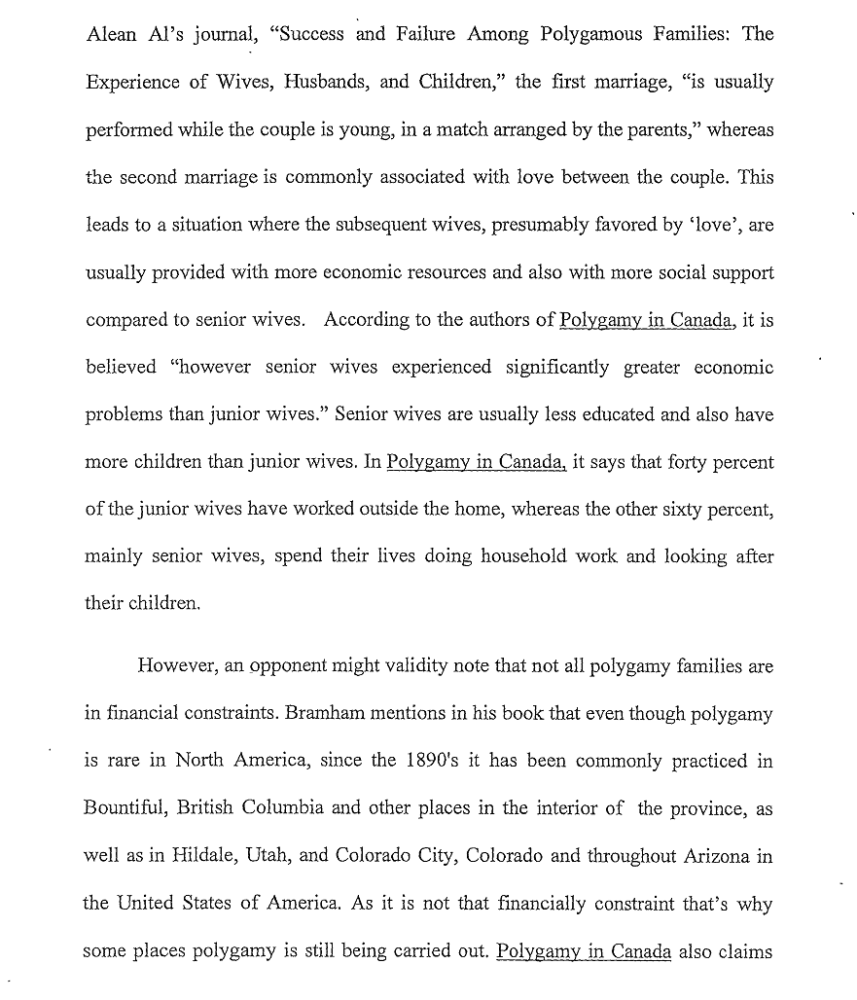 Alean Al's journal, “Success and Failure Among Polygamous Families: The
Experience of Wives, Husbands, and Children,” the first marriage, “is usually
performed while the couple is young, in a match arranged by the parents,” whereas
the second marriage is commonly associated with love between the couple. This
leads to a situation where the subsequent wives, presumably favored by ‘love’, are
usually provided with more economic resources and also with more social support
compared to senior wives. According to the authors of Polygamy in Canada, it is
believed “however senior wives experienced significantly greater economic
problems than junior wives.” Senior wives are usually less educated and also have
more children than junior wives. In Polygamy in Canada, it says that forty percent
of the junior wives have worked outside the home, whereas the other sixty percent,
mainly senior wives, spend their lives doing household work and looking after
their children.
However, an opponent might validity note that not all polygamy families are
in financial constraints. Bramham mentions in his book that even though polygamy
is rare in North America, since the 1890's it has been commonly practiced in
Bountiful, British Columbia and other places in the interior of the province, as
well as in Hildale, Utah, and Colorado City, Colorado and throughout Arizona in
the United States of America. As it is not that financially constraint that's why
some places polygamy is still being carried out. Polygamy in Canada also claims